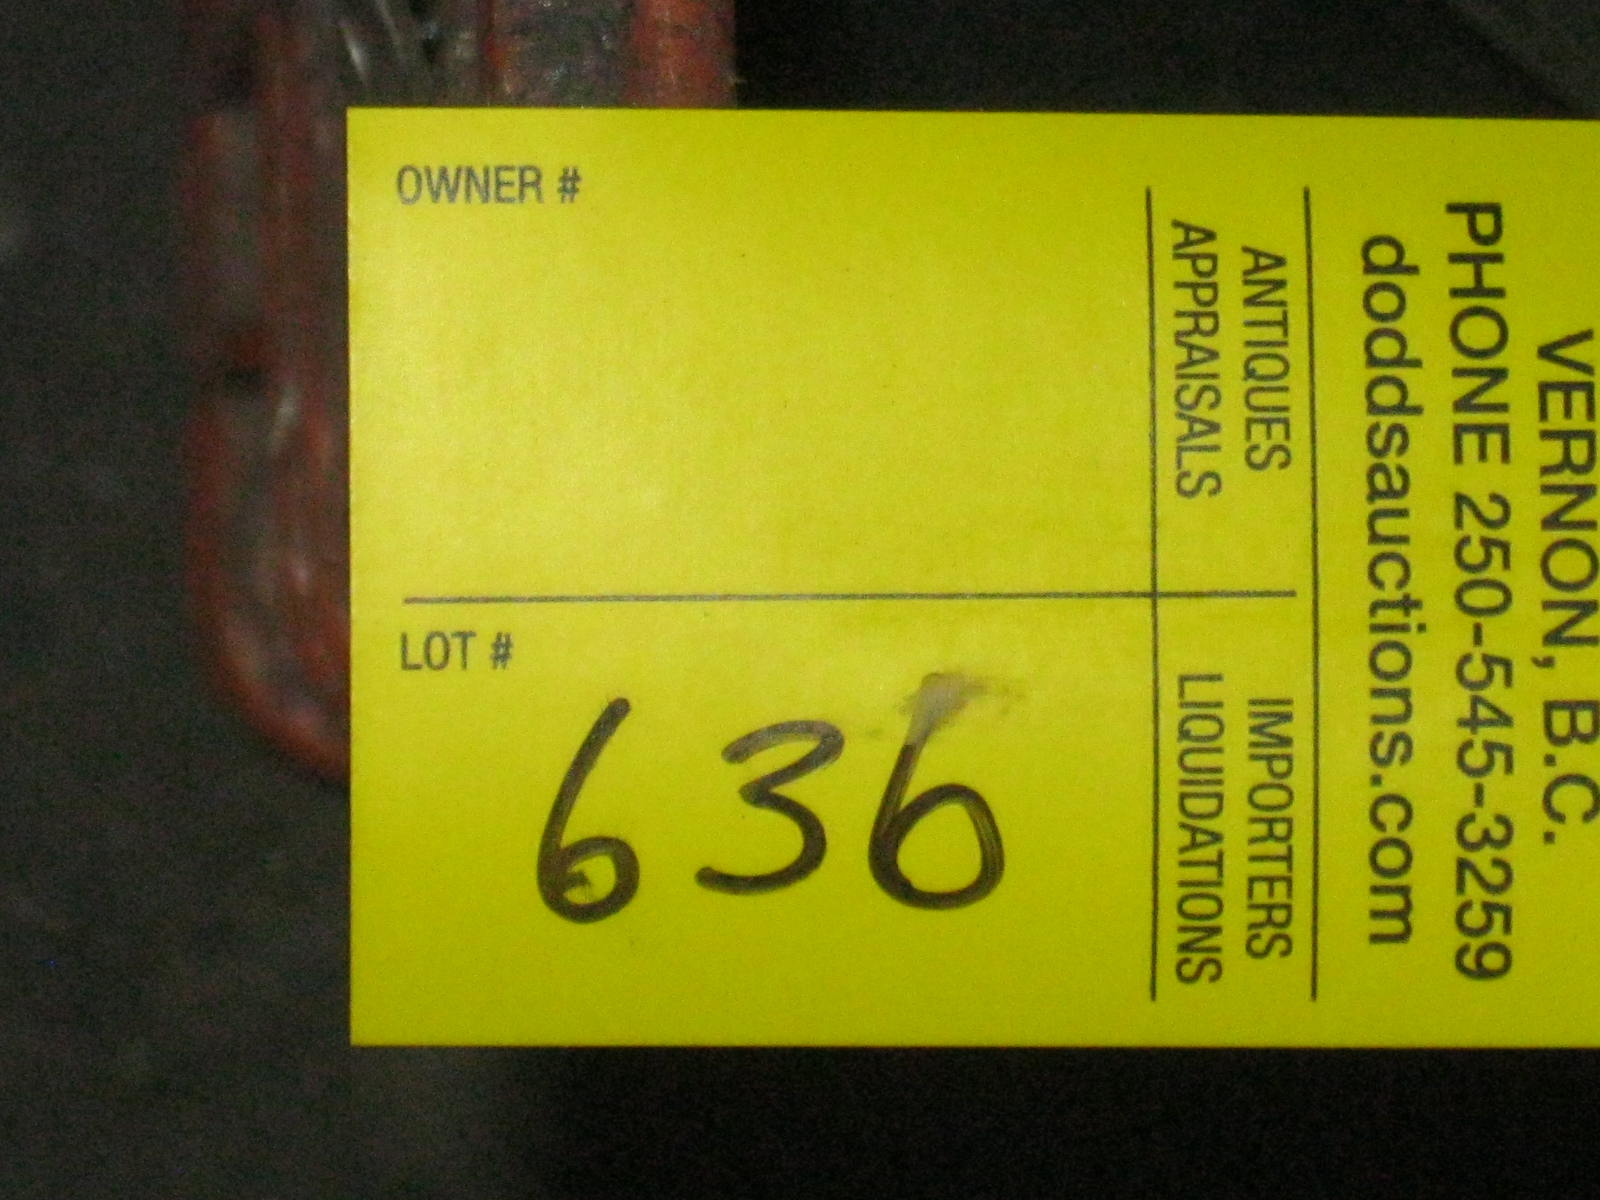 OWNER #
LOT #
636
VERNON, B.C.
PHONE 250-545-3259
doddsauctions.com
ANTIQUES
APPRAISALS
IMPORTERS
LIQUIDATIONS